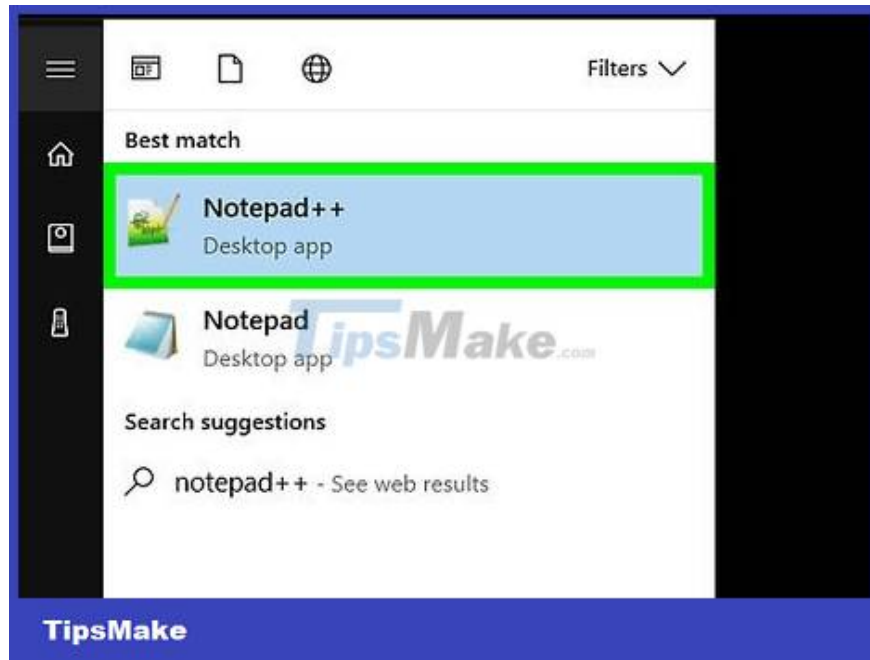 Filters
Best match
Notepad++
Desktop app
Notepad
Desktop app
TipsMake.com
Search suggestions
notepad++ - See web results
TipsMake